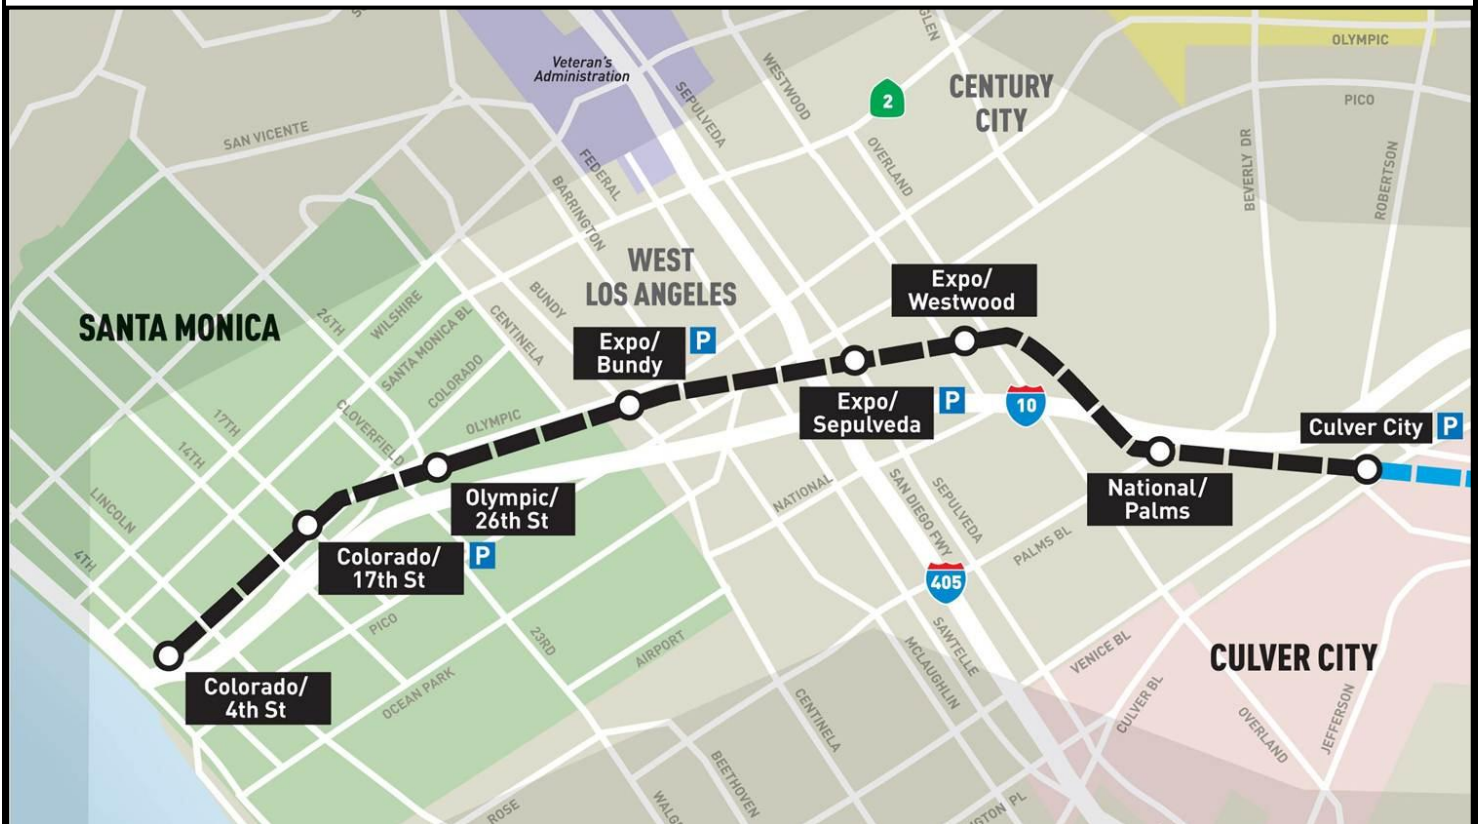 Veteran's
Administration
SAN VICENTE
SEPULVEDA
WESTWOOD
GLEN
2
CENTURY
CITY
OVERLAND
OLYMPIC
PICO
BEVERLY DR
ROBERTSON
FEDERAL
BARRINGTON
WEST
LOS ANGELES
BUNDY
CENTINELA
SANTA MONICA
26TH
WILSHIRE
SANTA MONICA BL
COLORADO
Expo/
Bundy
P
Expo/
Westwood
Expo/
Sepulveda
P
10
Culver City
P
17TH
14TH
LINCOLN
4TH
CLOVERFIELD
OLYMPIC
Olympic/
26th St
Colorado/
17th St
P
Colorado/
4th St
National/
Palms
NATIONAL
SAN DIEGO FWY
SEPULVEDA
PALMS BL
405
PICO
OCEAN PARK
23RD
AIRPORT
CENTINELA
MCLAUGHLIN
SAWTELLE
VENICE BL
CULVER BL
CULVER CITY
OVERLAND
JEFFERSON
ROSE
BEETHOVEN
PL